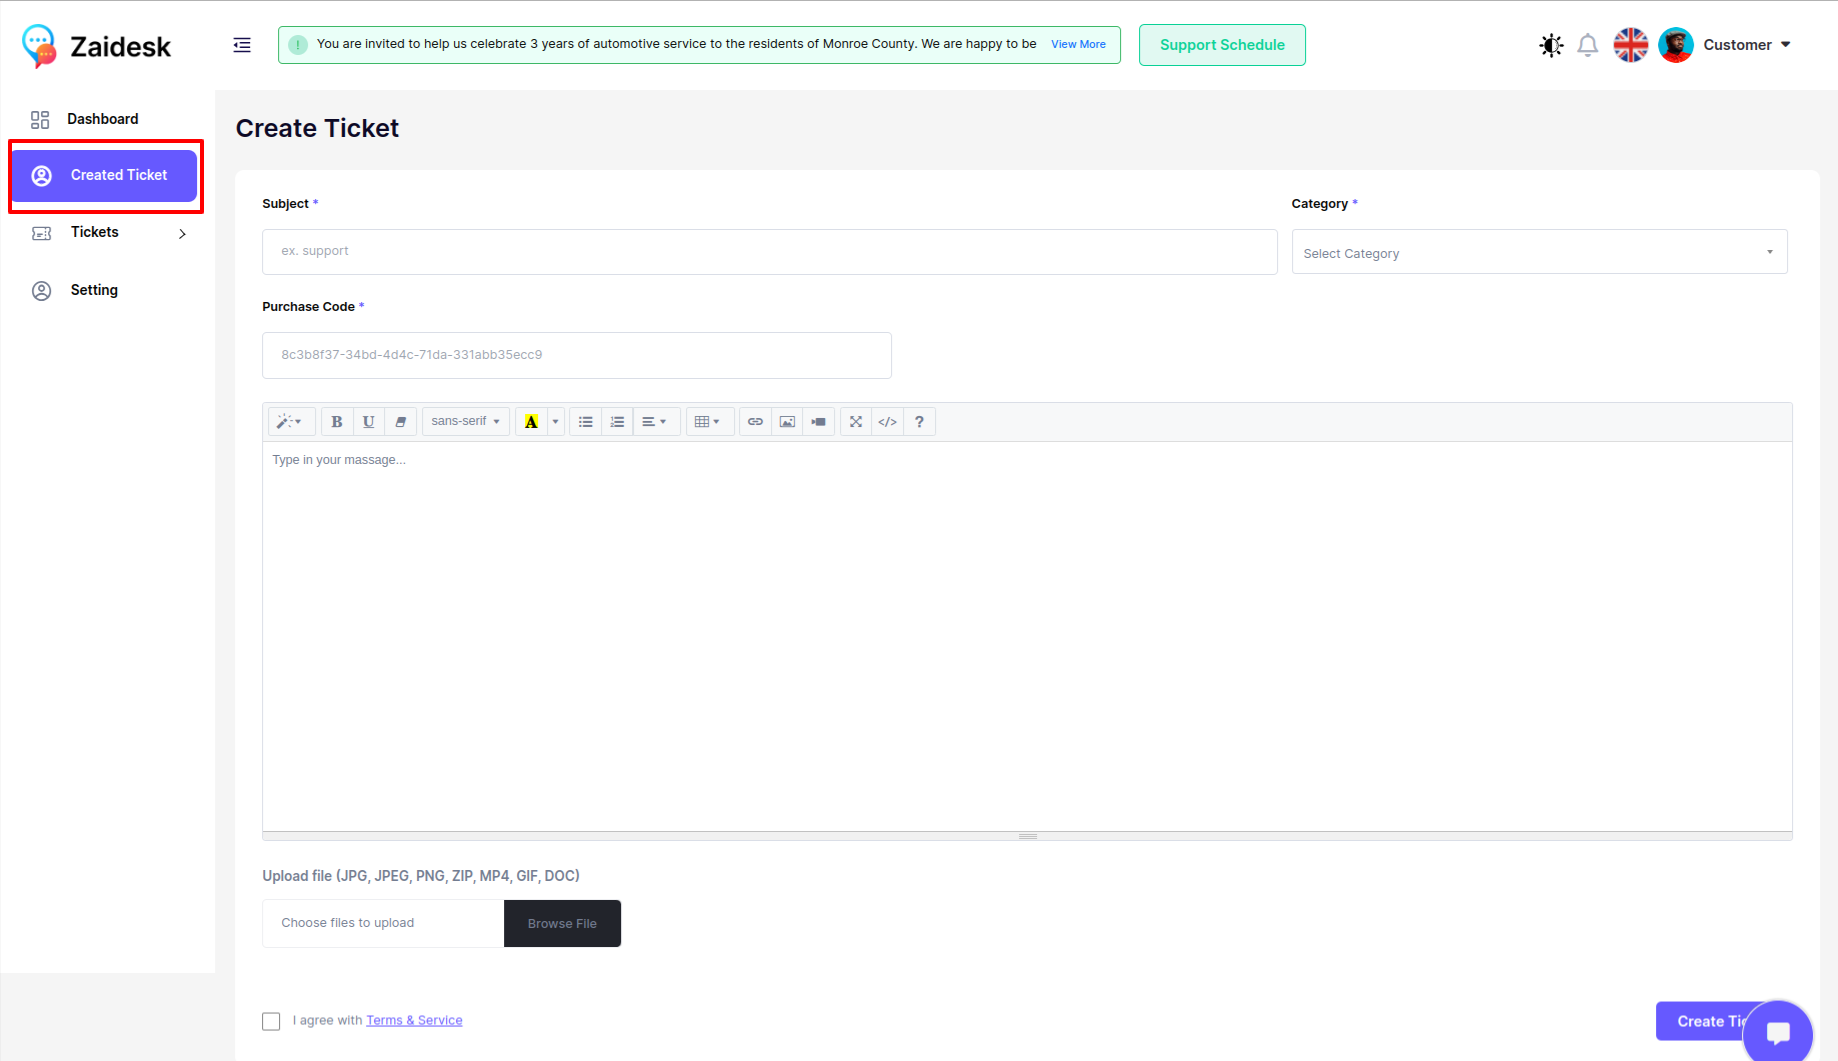 Zaidesk
! You are invited to help us celebrate 3 years of automotive service to the residents of Monroe County. We are happy to be View More
Support Schedule
Customer
Dashboard
Created Ticket
Tickets
Setting
Create Ticket
Subject *
Category *
ex. support
Select Category
Purchase Code *
8c3b8f37-34bd-4d4c-71da-331abb35ecc9
B U sans-serif A </> ?
Type in your massage...
Upload file (JPG, JPEG, PNG, ZIP, MP4, GIF, DOC)
Choose files to upload
Browse File
I agree with Terms & Service
Create Tic